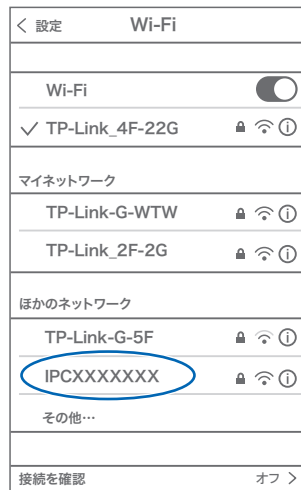 設定 Wi-Fi
Wi-Fi
TP-Link_4F-22G
マイネットワーク
TP-Link-G-WTW
TP-Link_2F-2G
ほかのネットワーク
TP-Link-G-5F
IPCXXXXXXX
その他…
接続を確認 オフ